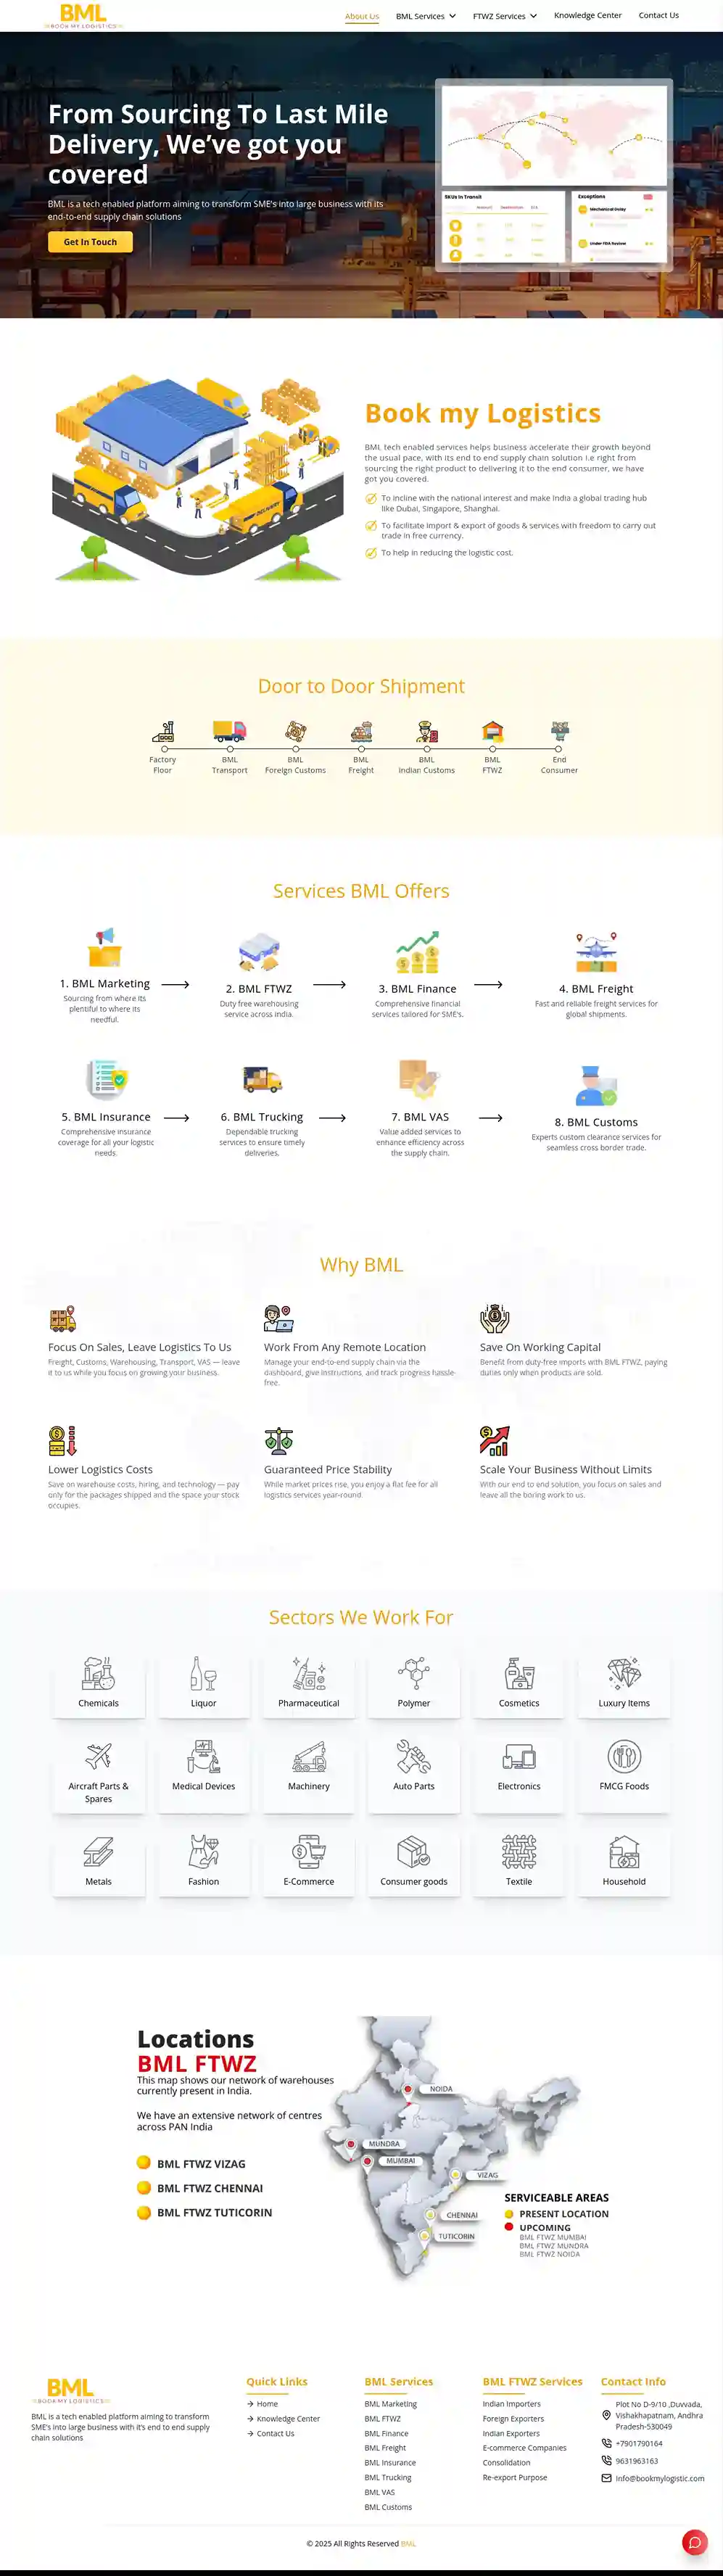 BML
BOOK MY LOGISTICS
About Us
BML Services
FTWZ Services
Knowledge Center
Contact Us
From Sourcing To Last Mile
Delivery, We've got you
covered
BML is a tech enabled platform aiming to transform SME's into large business with its
end-to-end supply chain solutions
Get In Touch
SKUs In Transit
Exceptions
Mechanical Delay
Under FDA Review
DELIVERY
Book my Logistics
BML tech enabled services helps business accelerate their growth beyond
the usual pace, with its end to end supply chain solution i.e right from
sourcing the right product to delivering it to the end consumer, we have
got you covered.
To incline with the national interest and make India a global trading hub
like Dubai, Singapore, Shanghai.
To facilitate import & export of goods & services with freedom to carry out
trade in free currency.
To help in reducing the logistic cost.
Door to Door Shipment
Factory
Floor
BML
Transport
BML
Foreign Customs
BML
Freight
BML
Indian Customs
BML
FTWZ
End
Consumer
Services BML Offers
1. BML Marketing
Sourcing from where its
plentiful to where its
needful.
2. BML FTWZ
Duty free warehousing
service across india.
3. BML Finance
Comprehensive financial
services tailored for SME's.
4. BML Freight
Fast and reliable freight services for
global shipments.
5. BML Insurance
Comprehensive insurance
coverage for all your logistic
needs.
6. BML Trucking
Dependable trucking
services to ensure timely
deliveries.
7. BML VAS
Value added services to
enhance efficiency across
the supply chain.
8. BML Customs
Experts custom clearance services for
seamless cross border trade.
Why BML
Focus On Sales, Leave Logistics To Us
Freight, Customs, Warehousing, Transport, VAS — leave
it to us while you focus on growing your business.
Work From Any Remote Location
Manage your end-to-end supply chain via the
dashboard, give instructions, and track progress hassle-
free.
Save On Working Capital
Benefit from duty-free imports with BML FTWZ, paying
duties only when products are sold.
Lower Logistics Costs
Save on warehouse costs, hiring, and technology — pay
only for the packages shipped and the space your stock
occupies.
Guaranteed Price Stability
While market prices rise, you enjoy a flat fee for all
logistics services year-round.
Scale Your Business Without Limits
With our end to end solution, you focus on sales and
leave all the boring work to us.
Sectors We Work For
Chemicals
Liquor
Pharmaceutical
Polymer
Cosmetics
Luxury Items
Aircraft Parts &
Spares
Medical Devices
Machinery
Auto Parts
Electronics
FMCG Foods
Metals
Fashion
E-Commerce
Consumer goods
Textile
Household
Locations
BML FTWZ
This map shows our network of warehouses
currently present in India.
We have an extensive network of centres
across PAN India
BML FTWZ VIZAG
BML FTWZ CHENNAI
BML FTWZ TUTICORIN
NOIDA
MUNDRA
MUMBAI
VIZAG
CHENNAI
TUTICORIN
SERVICEABLE AREAS
PRESENT LOCATION
UPCOMING
BML FTWZ MUMBAI
BML FTWZ MUNDRA
BML FTWZ NOIDA
BML
BOOK MY LOGISTICS
BML is a tech enabled platform aiming to transform
SME's into large business with it's end to end supply
chain solutions
Quick Links
Home
Knowledge Center
Contact Us
BML Services
BML Marketing
BML FTWZ
BML Finance
BML Freight
BML Insurance
BML Trucking
BML VAS
BML Customs
BML FTWZ Services
Indian Importers
Foreign Exporters
Indian Exporters
E-commerce Companies
Consolidation
Re-export Purpose
Contact Info
Plot No D-9/10 ,Duvvada,
Vishakhapatnam, Andhra
Pradesh-530049
+7901790164
9631963163
info@bookmylogistic.com
© 2025 All Rights Reserved BML